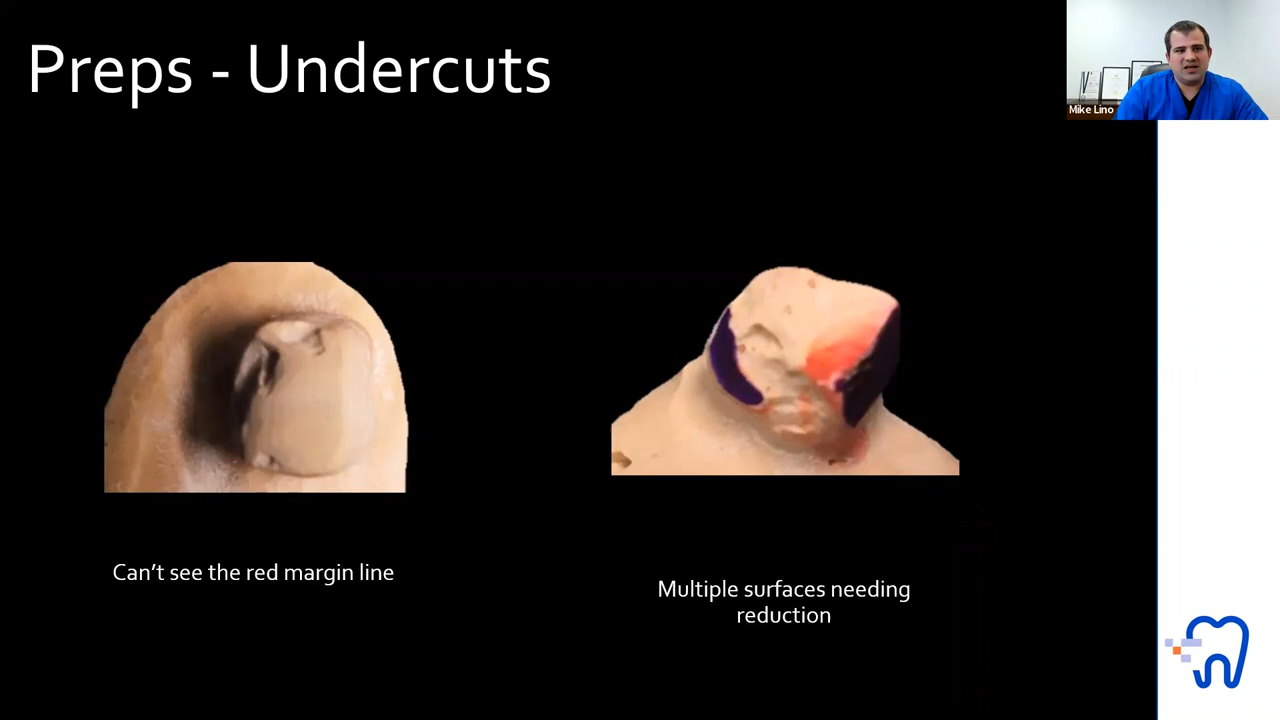 Preps - Undercuts
Mike Lino
Can’t see the red margin line
Multiple surfaces needing
reduction